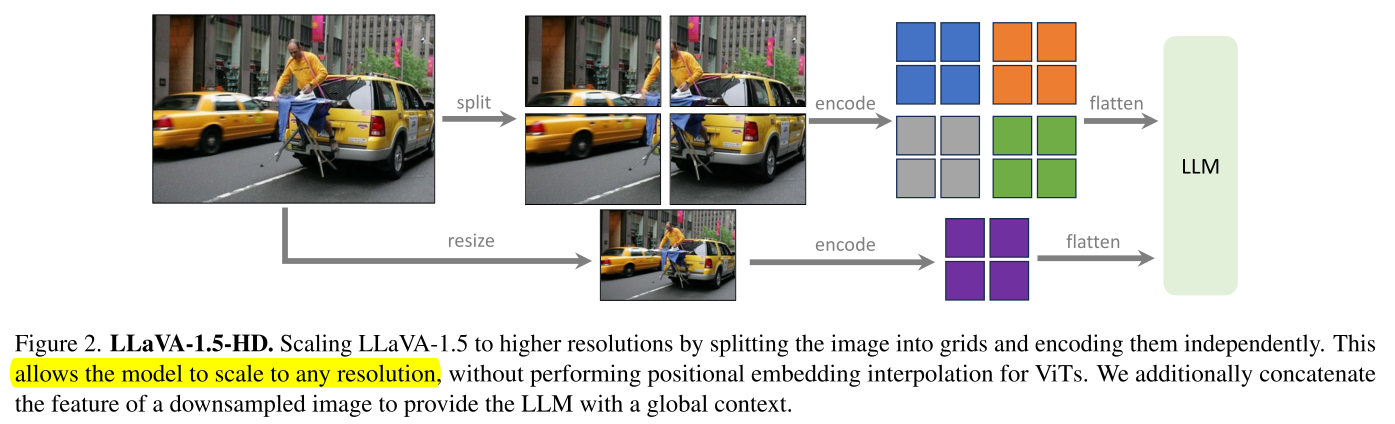 split
encode
flatten
LLM
resize
encode
flatten
Figure 2. LLaVA-1.5-HD. Scaling LLaVA-1.5 to higher resolutions by splitting the image into grids and encoding them independently. This
allows the model to scale to any resolution, without performing positional embedding interpolation for ViTs. We additionally concatenate
the feature of a downsampled image to provide the LLM with a global context.